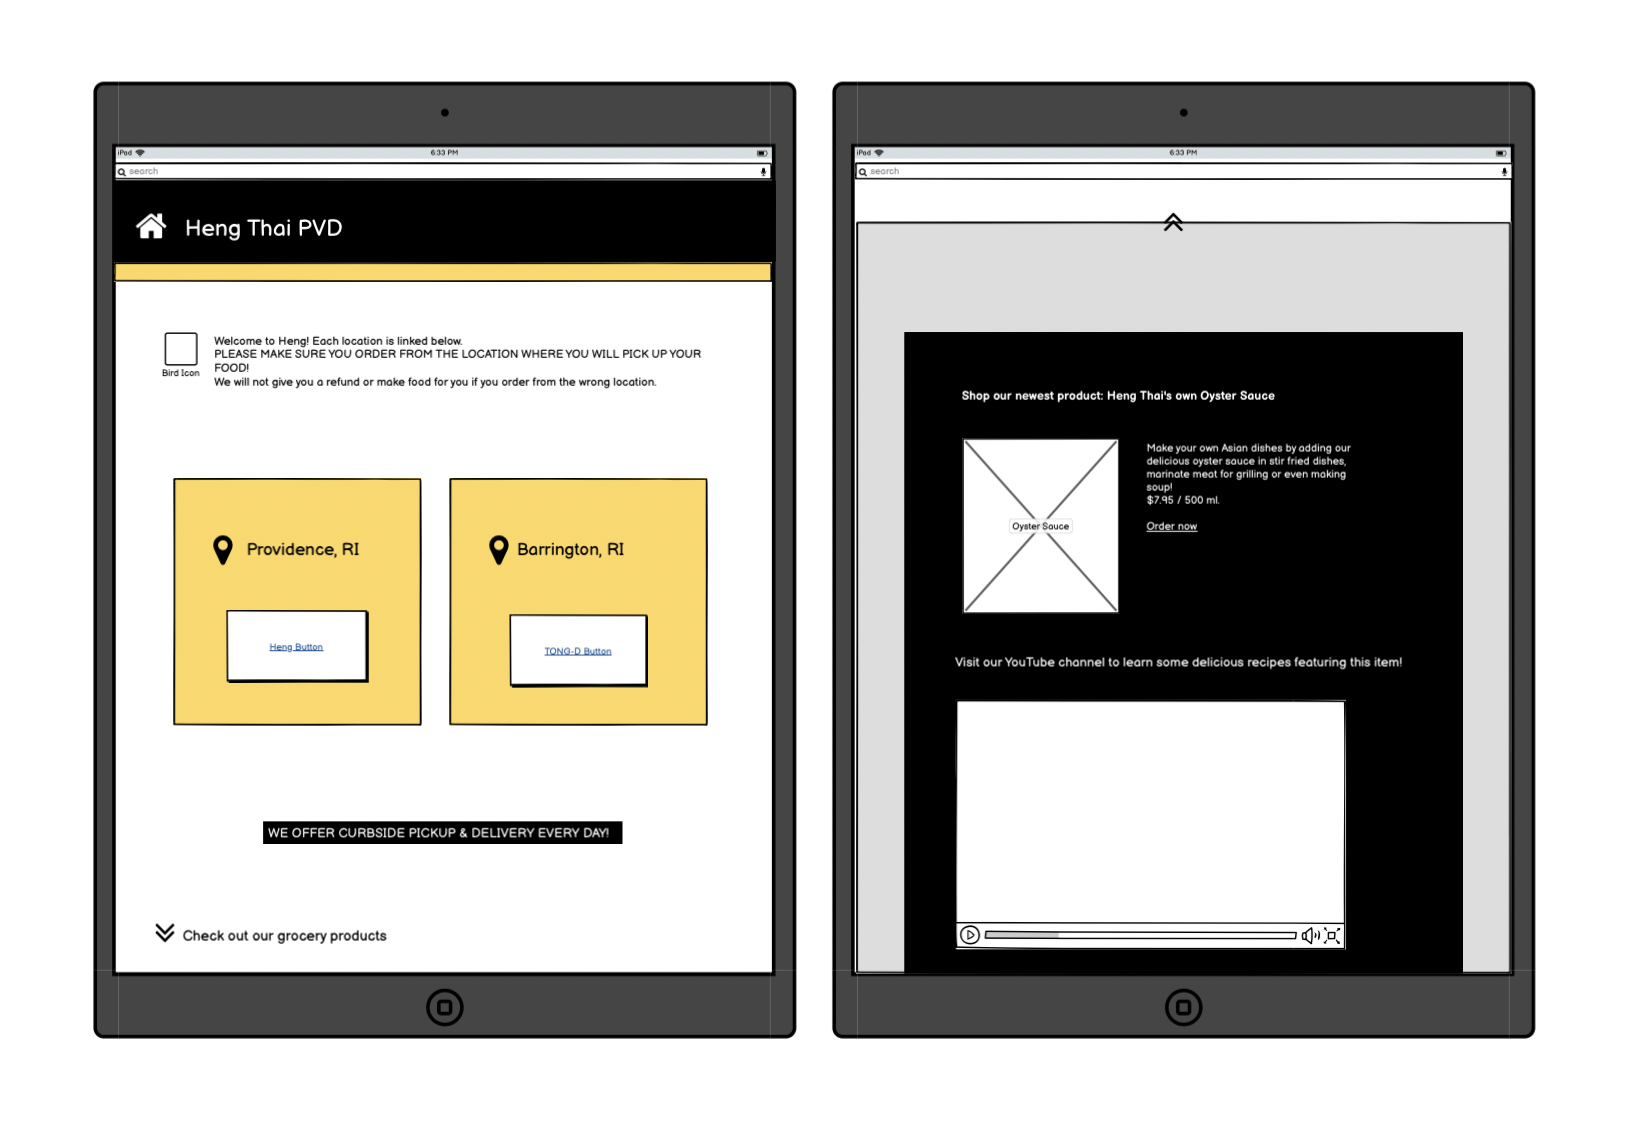 iPad
6:33 PM
search
Heng Thai PVD
Welcome to Heng! Each location is linked below.
PLEASE MAKE SURE YOU ORDER FROM THE LOCATION WHERE YOU WILL PICK UP YOUR
FOOD!
We will not give you a refund or make food for you if you order from the wrong location.
Bird Icon
Providence, RI
Barrington, RI
Heng Button
TONG-D Button
WE OFFER CURBSIDE PICKUP & DELIVERY EVERY DAY!
Check out our grocery products
iPad
6:33 PM
search
Shop our newest product: Heng Thai's own Oyster Sauce
Oyster Sauce
Make your own Asian dishes by adding our
delicious oyster sauce in stir fried dishes,
marinate meat for grilling or even making
soup!
$7.95 / 500 ml.
Order now
Visit our YouTube channel to learn some delicious recipes featuring this item!